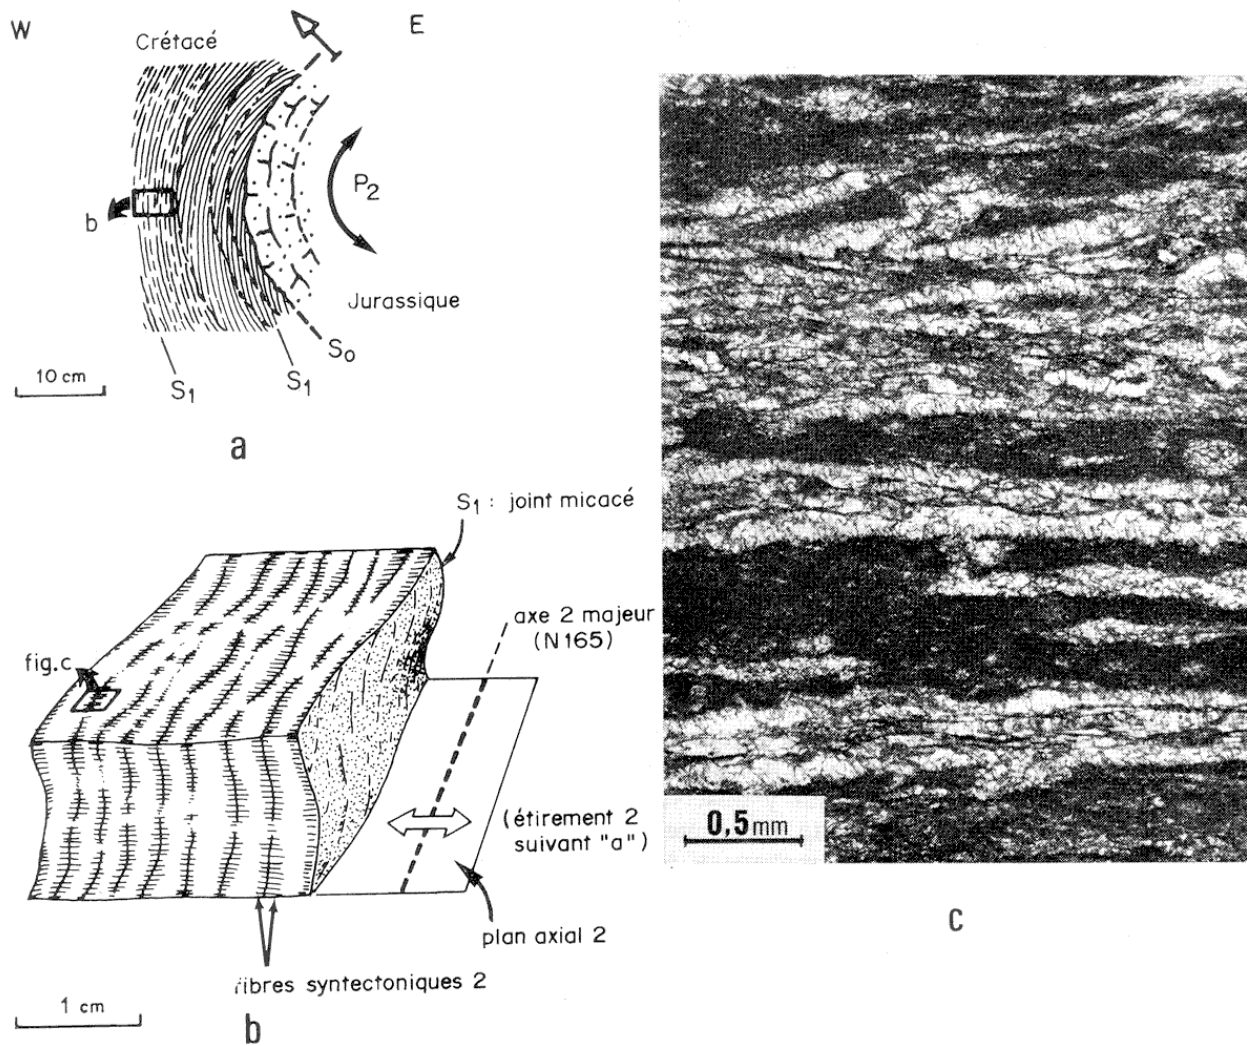 W
E
Crétacé
P2
b
Jurassique
S0
S1
S1
10 cm
a
S1 : joint micacé
axe 2 majeur
(N165)
fig.c
(étirement 2
suivant "a")
plan axial 2
fibres syntectoniques 2
1 cm
b
0,5mm
c